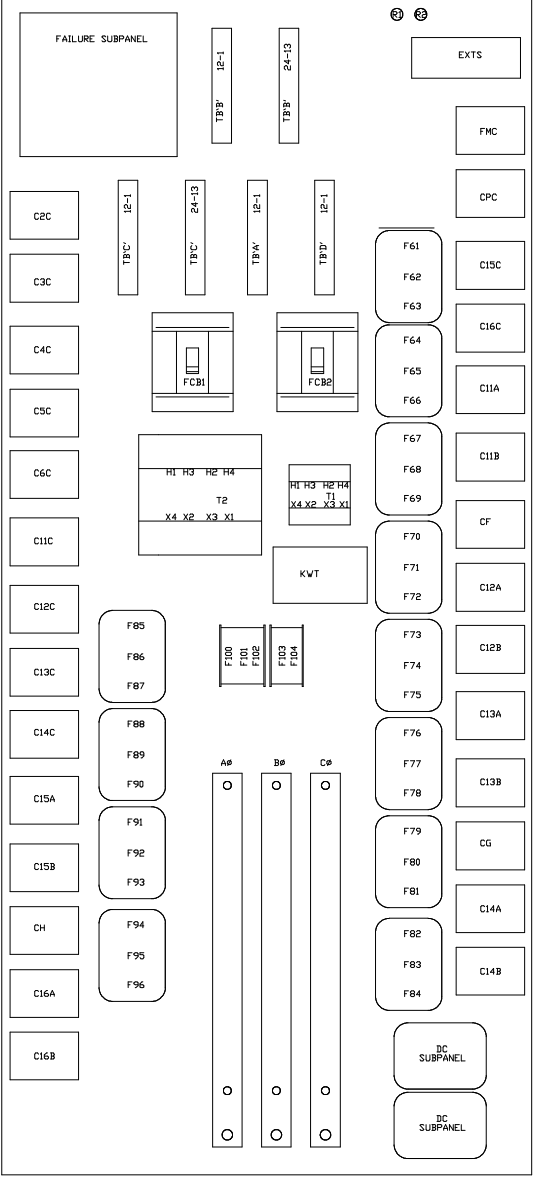 R1 R2
FAILURE SUBPANEL
EXTS
12-1
TB'B'
24-13
TB'B'
FMC
CPC
12-1
TB'C'
24-13
TB'C'
12-1
TB'A'
12-1
TB'D'
C2C
C3C
C4C
C5C
C6C
C11C
C12C
C13C
C14C
C15A
C15B
CH
C16A
C16B
FCB1
FCB2
H1 H3 H2 H4
T2
X4 X2 X3 X1
H1 H3 H2 H4
T1
X4 X2 X3 X1
KWT
F85
F86
F87
F88
F89
F90
F91
F92
F93
F94
F95
F96
F100
F101
F102
F103
F104
AØ
BØ
CØ
F61
F62
F63
F64
F65
F66
F67
F68
F69
F70
F71
F72
F73
F74
F75
F76
F77
F78
F79
F80
F81
F82
F83
F84
C15C
C16C
C11A
C11B
CF
C12A
C12B
C13A
C13B
CG
C14A
C14B
DC
SUBPANEL
DC
SUBPANEL